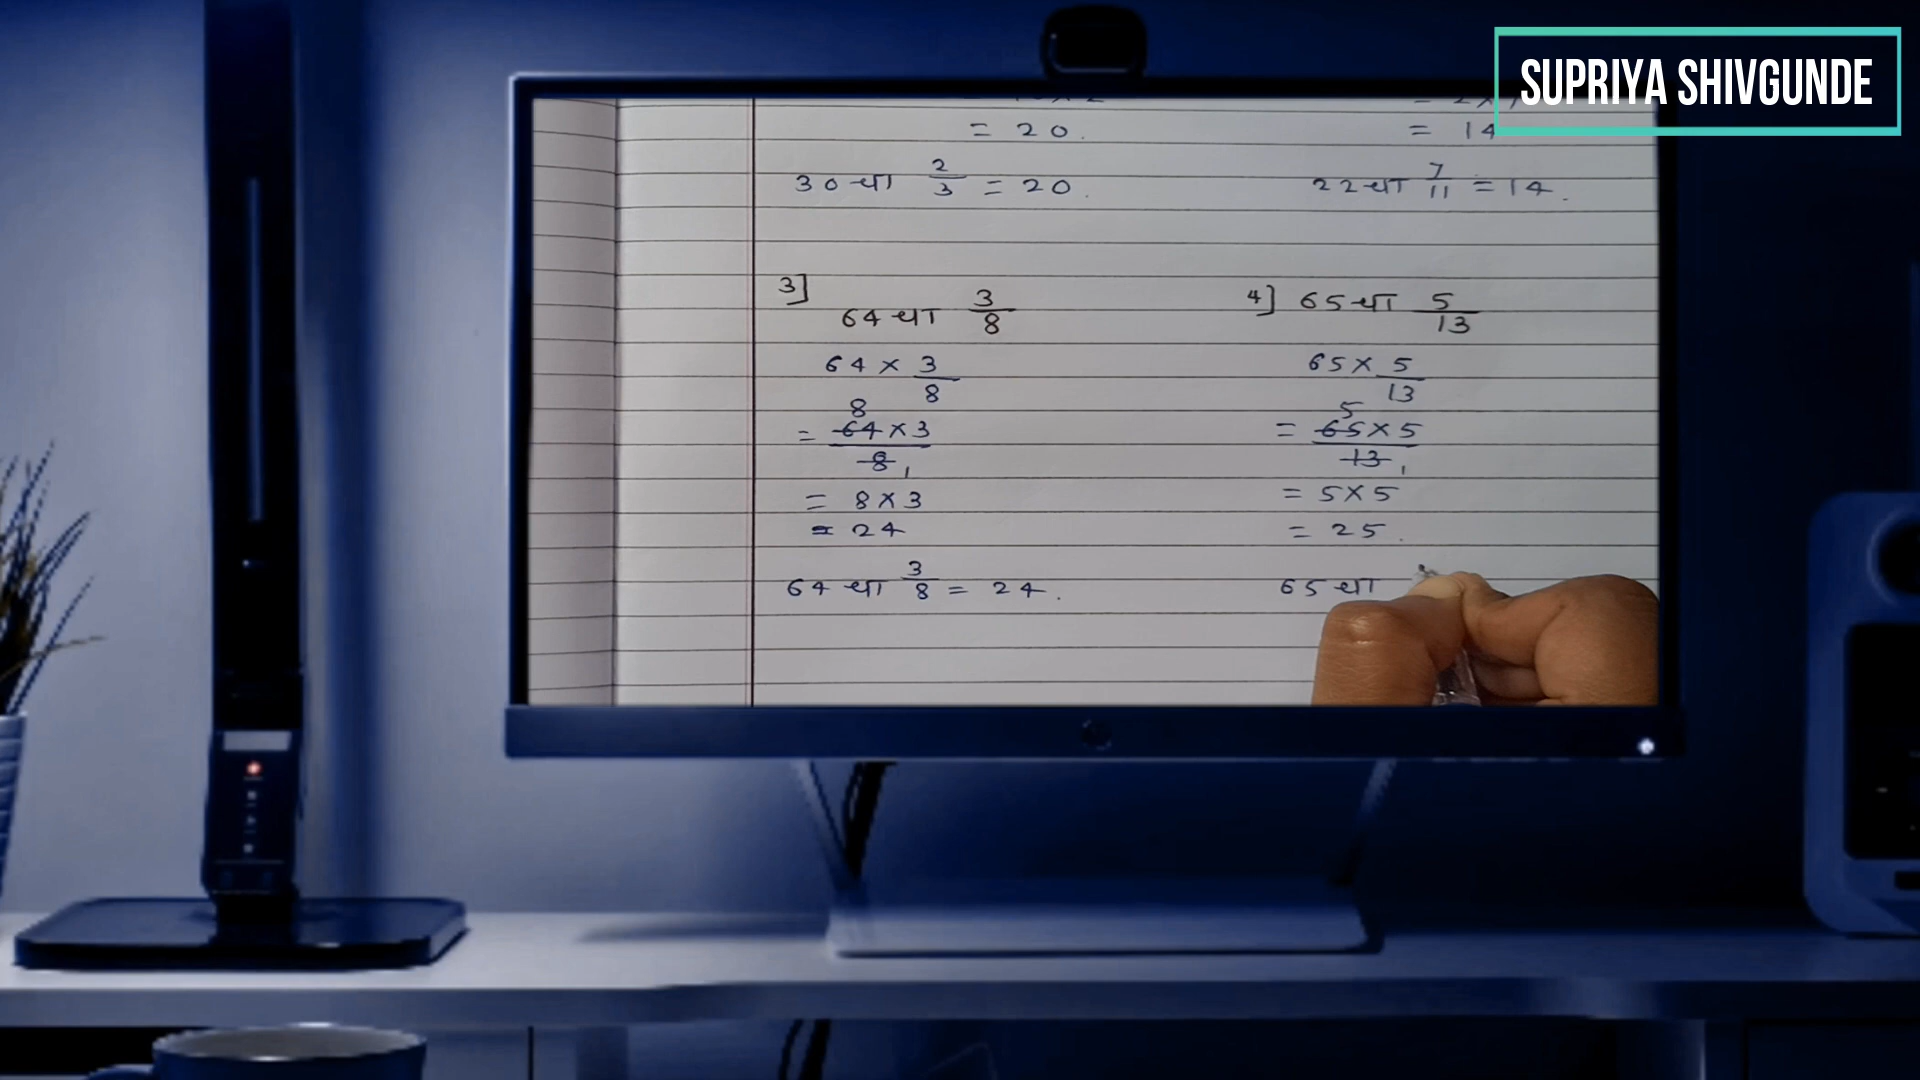 SUPRIYA SHIVGUNDE
= 20.
= 14
30 चा 2/3 = 20.
22 चा 7/11 = 14.
3]
64 चा 3/8
64 × 3/8
8
= 64 × 3
8 1
= 8 × 3
= 24
64 चा 3/8 = 24.
4] 65 चा 5/13
65 × 5/13
5
= 65 × 5
13 1
= 5 × 5
= 25.
65 चा